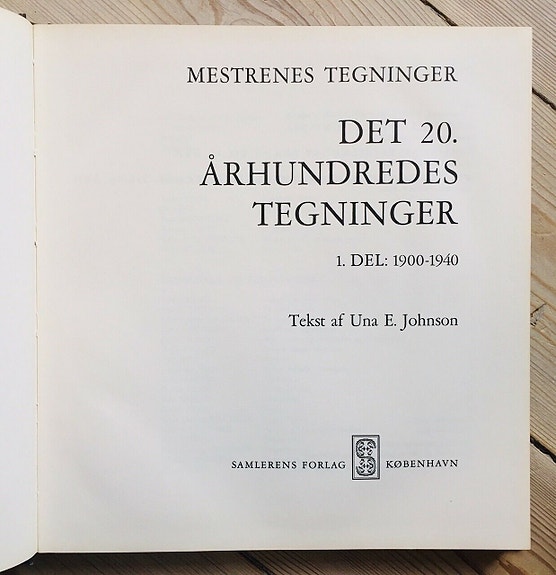 MESTRENES TEGNINGER
DET 20.
ÅRHUNDREDES
TEGNINGER
1. DEL: 1900-1940
Tekst af Una E. Johnson
SAMLERENS FORLAG S KØBENHAVN